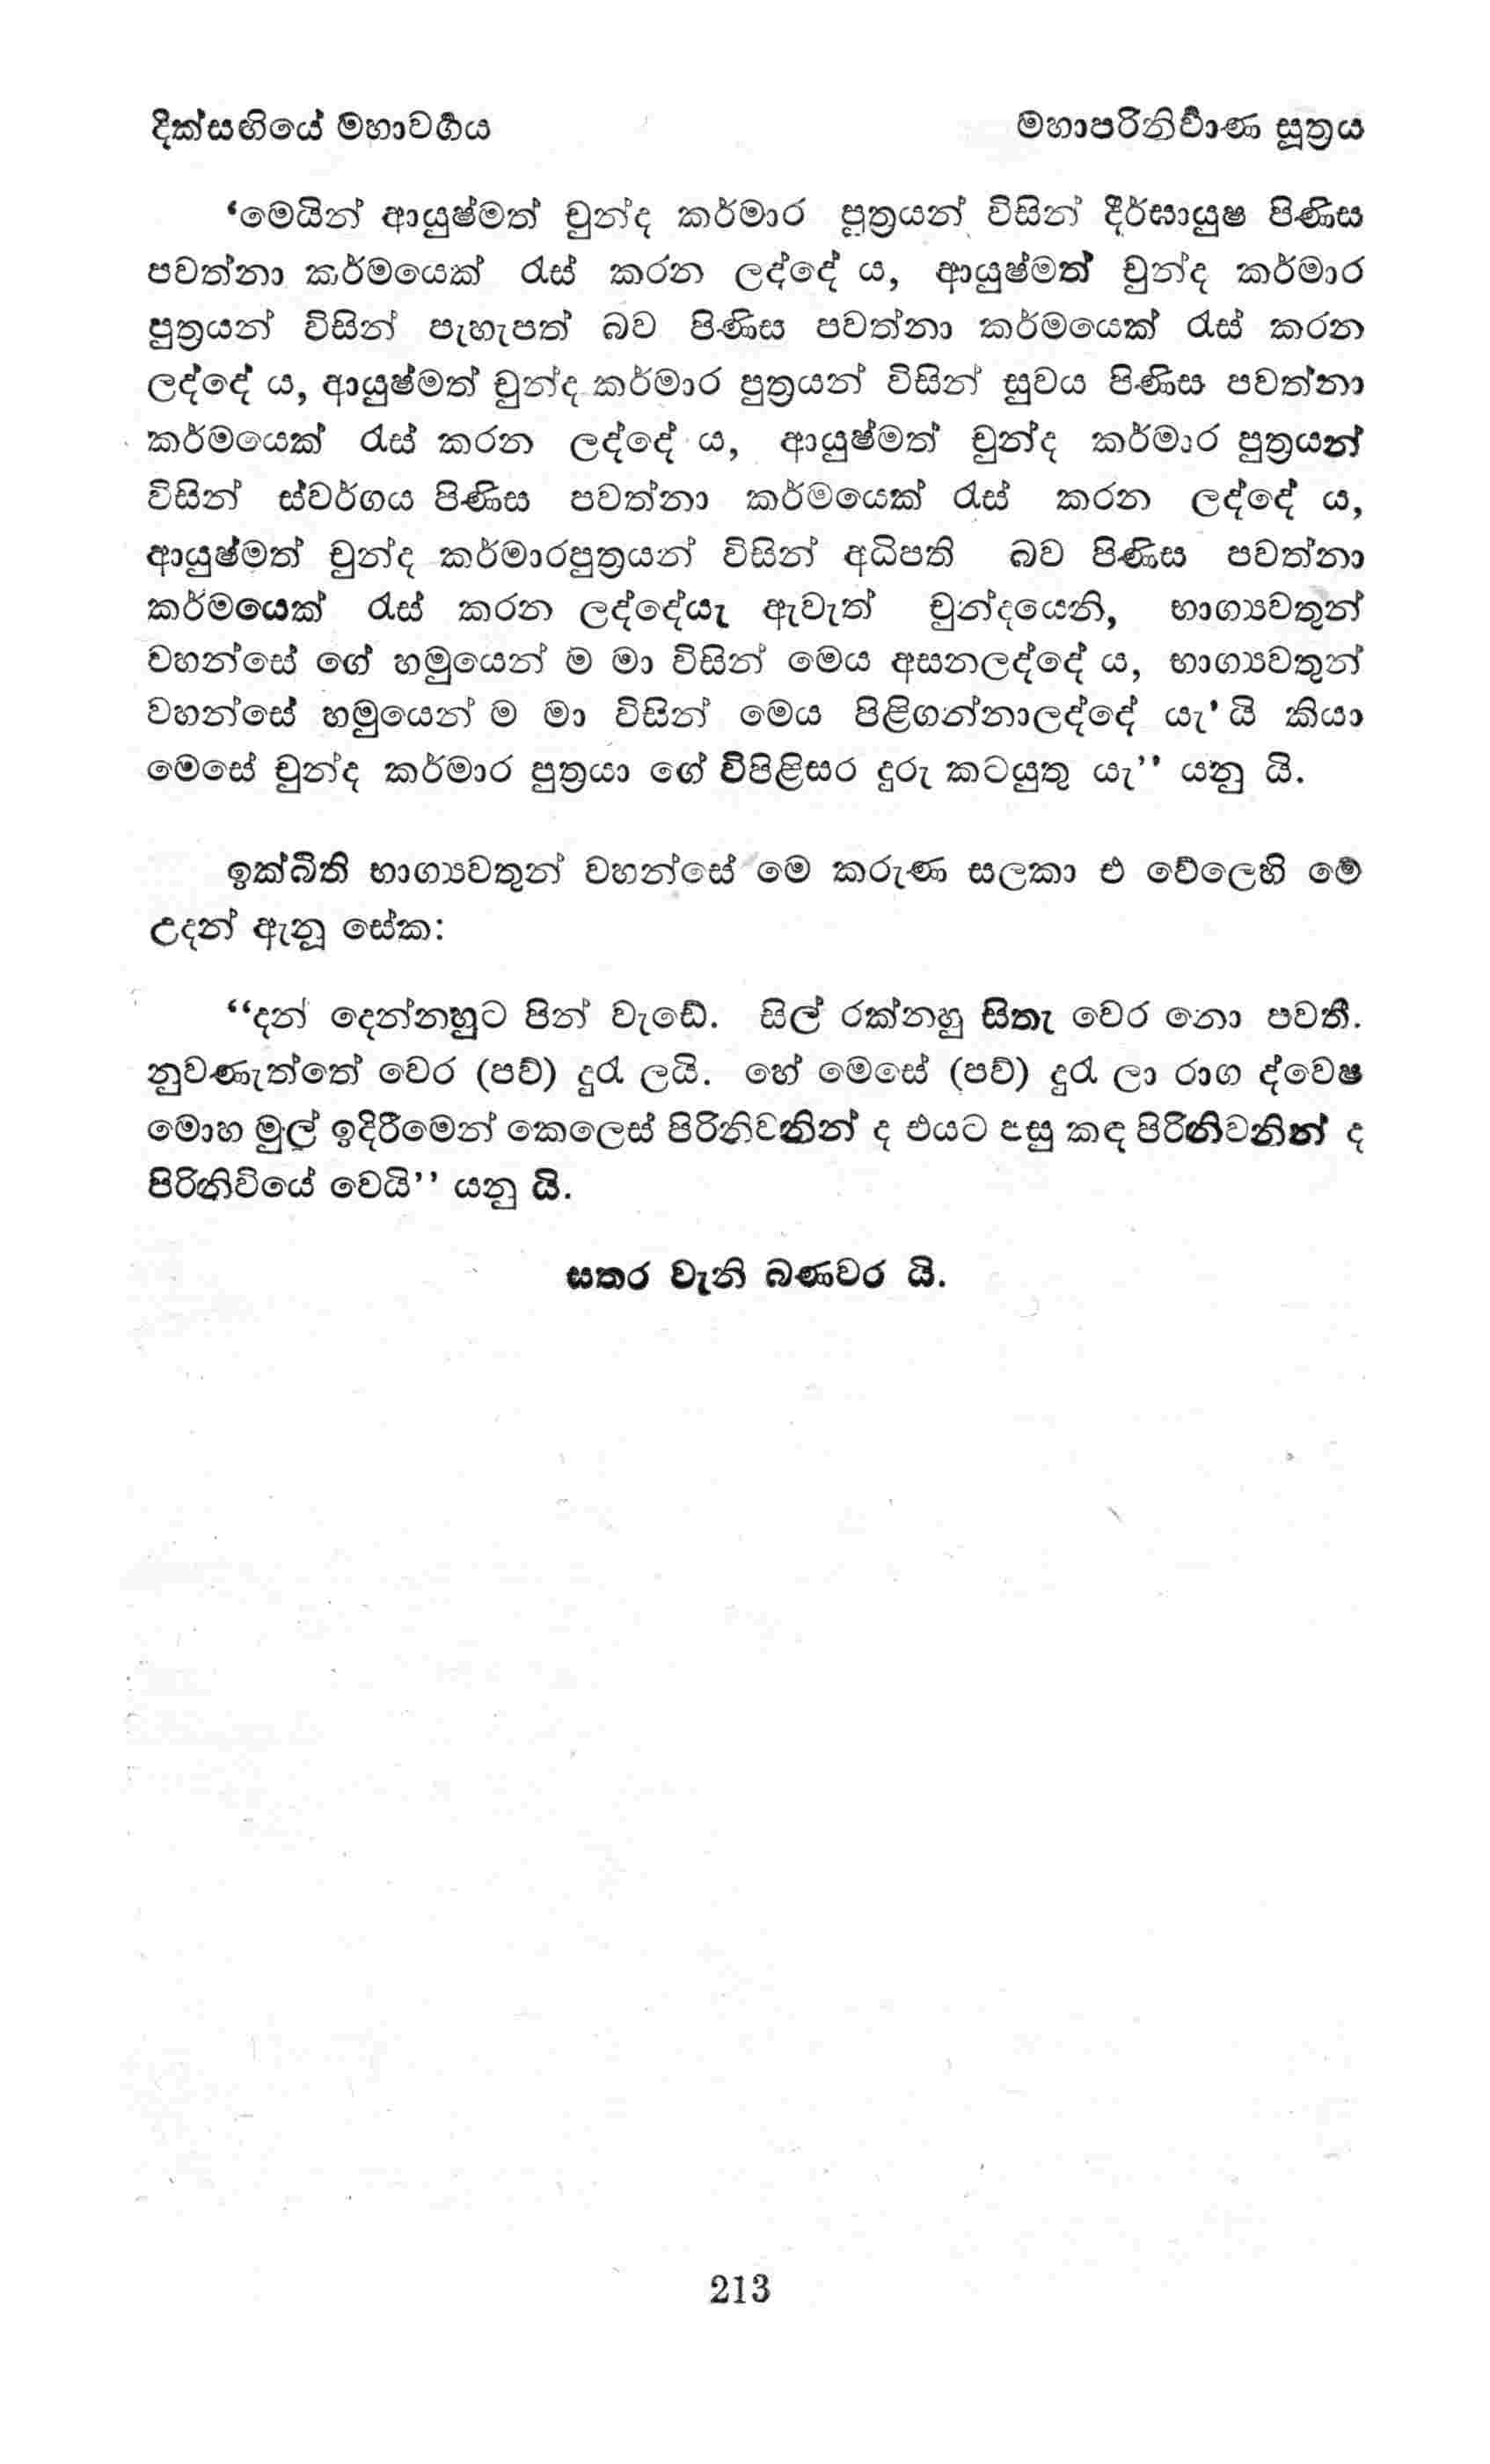 දික්සඟියේ මහාවර්‍ගය
මහාපරිනිර්‍වාණ සූත්‍රය
‘මෙයින් ආයුෂ්මත් චුන්ද කර්මාර පුත්‍රයන් විසින් දීර්ඝායුෂ පිණිස
පවත්නා කර්මයෙක් රැස් කරන ලද්දේ ය, ආයුෂ්මත් චුන්ද කර්මාර
පුත්‍රයන් විසින් පැහැපත් බව පිණිස පවත්නා කර්මයෙක් රැස් කරන
ලද්දේ ය, ආයුෂ්මත් චුන්ද කර්මාර පුත්‍රයන් විසින් සුවය පිණිස පවත්නා
කර්මයෙක් රැස් කරන ලද්දේ ය, ආයුෂ්මත් චුන්ද කර්මාර පුත්‍රයන්
විසින් ස්වර්ගය පිණිස පවත්නා කර්මයෙක් රැස් කරන ලද්දේ ය,
ආයුෂ්මත් චුන්ද කර්මාරපුත්‍රයන් විසින් අධිපති බව පිණිස පවත්නා
කර්මයෙක් රැස් කරන ලද්දේයැ ඇවැත් චුන්දයෙනි, භාග්‍යවතුන්
වහන්සේ ගේ හමුයෙන් ම මා විසින් මෙය අසනලද්දේ ය, භාග්‍යවතුන්
වහන්සේ හමුයෙන් ම මා විසින් මෙය පිළිගන්නාලද්දේ යැ’යි කියා
මෙසේ චුන්ද කර්මාර පුත්‍රයා ගේ විපිළිසර දුරු කටයුතු යැ’’ යනු යි.
ඉක්බිති භාග්‍යවතුන් වහන්සේ මෙ කරුණ සලකා එ වේලෙහි මේ
උදන් ඇනූ සේක:
‘‘දන් දෙන්නහුට පින් වැඩේ. සිල් රක්නහු සිතැ වෙර නො පවතී.
නුවණැත්තේ වෙර (පව්) දුරැ ලයි. හේ මෙසේ (පව්) දුරැ ලා රාග ද්වෙෂ
මොහ මුල් ඉදිරීමෙන් කෙලෙස් පිරිනිවනින් ද එයට පසු කඳ පිරිනිවනින් ද
පිරිනිවියේ වෙයි’’ යනු යි.
සතර වැනි බණවර යි.
213